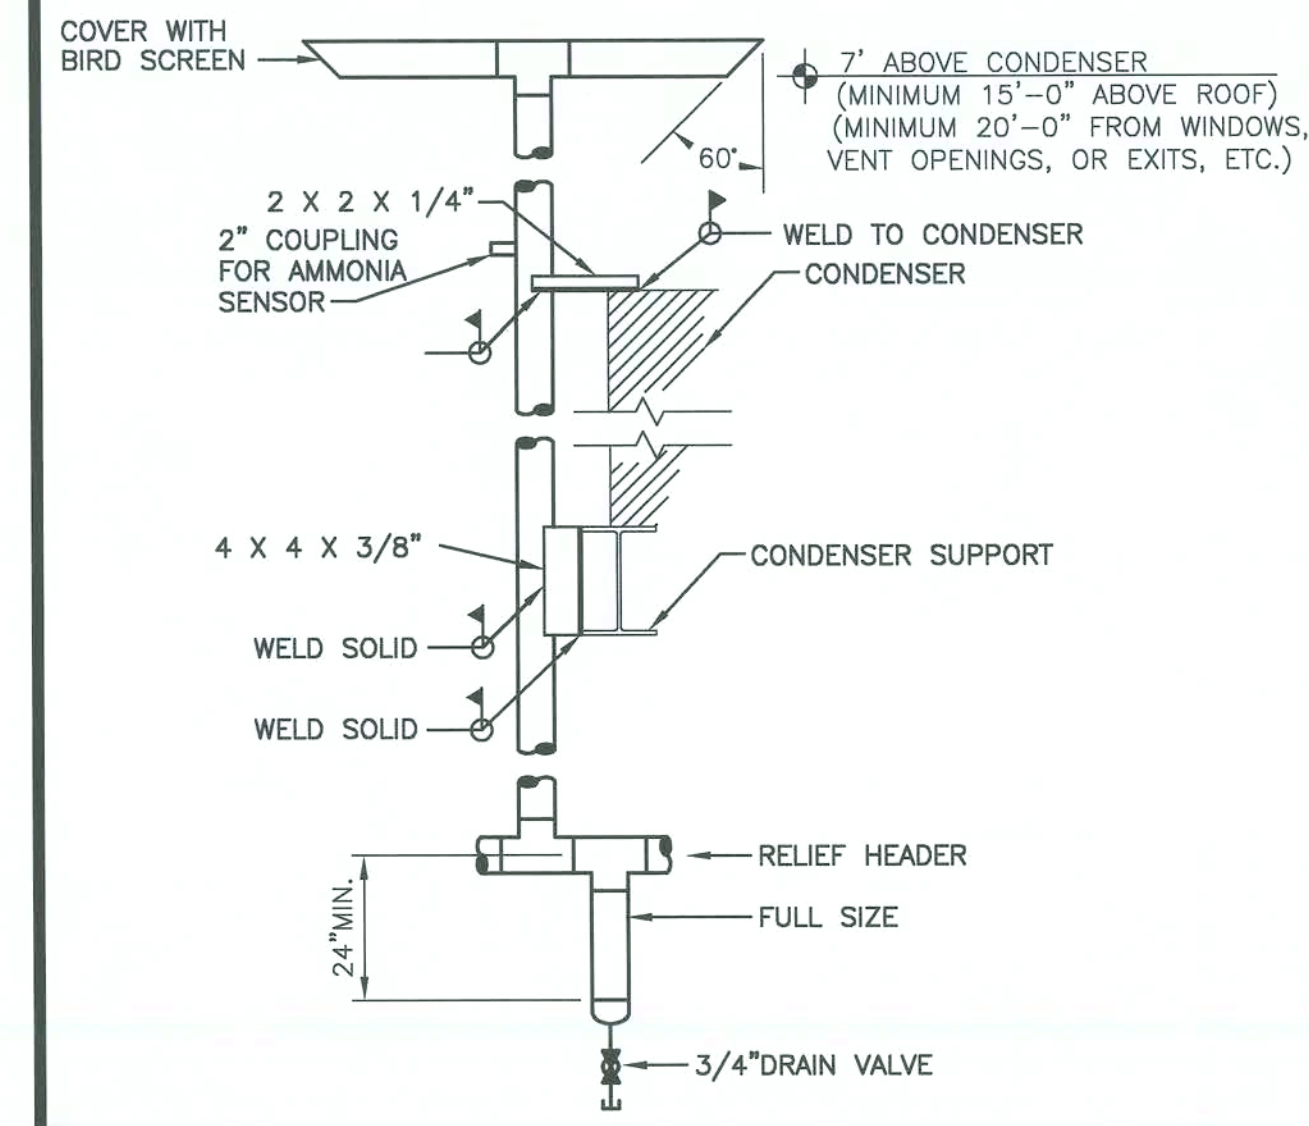 COVER WITH
BIRD SCREEN
7' ABOVE CONDENSER
(MINIMUM 15'-0" ABOVE ROOF)
(MINIMUM 20'-0" FROM WINDOWS,
VENT OPENINGS, OR EXITS, ETC.)
60°
2 X 2 X 1/4"
2" COUPLING
FOR AMMONIA
SENSOR
WELD TO CONDENSER
CONDENSER
4 X 4 X 3/8"
CONDENSER SUPPORT
WELD SOLID
WELD SOLID
RELIEF HEADER
24"MIN.
FULL SIZE
3/4"DRAIN VALVE